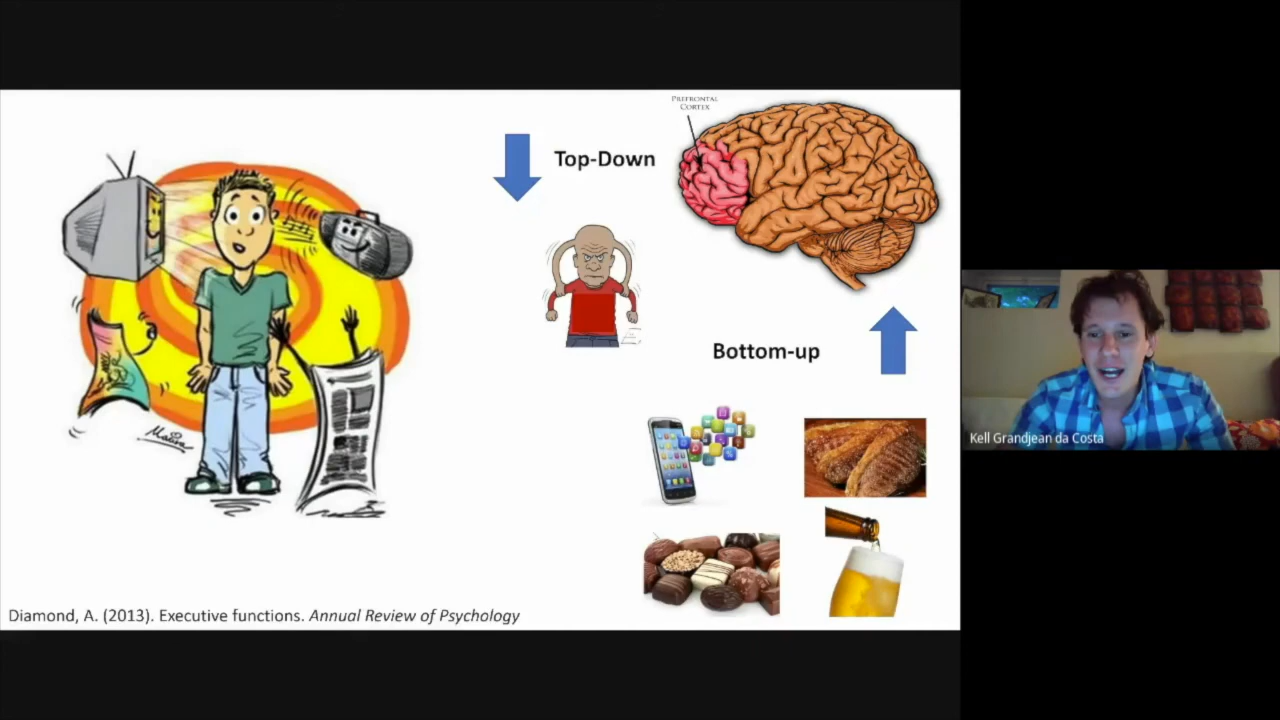 PREFRONTAL
CORTEX
Top-Down
Bottom-up
Kell Grandjean da Costa
Diamond, A. (2013). Executive functions. Annual Review of Psychology